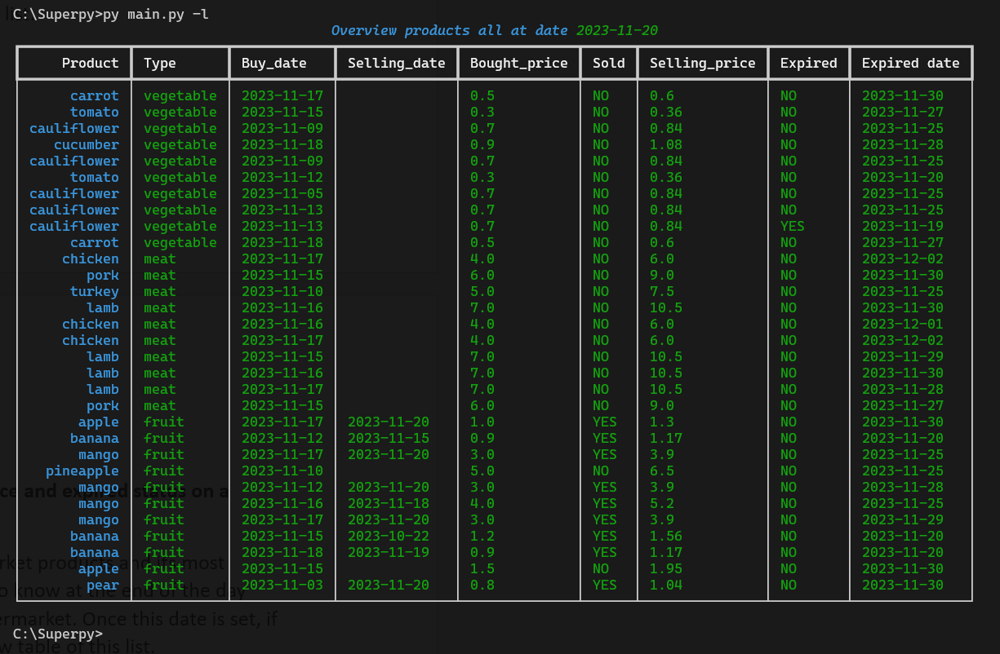 C:\Superpy>py main.py -l
Overview products all at date 2023-11-20
Product Type Buy_date Selling_date Bought_price Sold Selling_price Expired Expired date
carrot vegetable 2023-11-17 0.5 NO 0.6 NO 2023-11-30
tomato vegetable 2023-11-15 0.3 NO 0.36 NO 2023-11-27
cauliflower vegetable 2023-11-09 0.7 NO 0.84 NO 2023-11-25
cucumber vegetable 2023-11-18 0.9 NO 1.08 NO 2023-11-28
cauliflower vegetable 2023-11-09 0.7 NO 0.84 NO 2023-11-25
tomato vegetable 2023-11-12 0.3 NO 0.36 NO 2023-11-20
cauliflower vegetable 2023-11-05 0.7 NO 0.84 NO 2023-11-25
cauliflower vegetable 2023-11-13 0.7 NO 0.84 NO 2023-11-25
cauliflower vegetable 2023-11-13 0.7 NO 0.84 YES 2023-11-19
carrot vegetable 2023-11-18 0.5 NO 0.6 NO 2023-11-27
chicken meat 2023-11-17 4.0 NO 6.0 NO 2023-12-02
pork meat 2023-11-15 6.0 NO 9.0 NO 2023-11-30
turkey meat 2023-11-10 5.0 NO 7.5 NO 2023-11-25
lamb meat 2023-11-16 7.0 NO 10.5 NO 2023-11-30
chicken meat 2023-11-16 4.0 NO 6.0 NO 2023-12-01
chicken meat 2023-11-17 4.0 NO 6.0 NO 2023-12-02
lamb meat 2023-11-15 7.0 NO 10.5 NO 2023-11-29
lamb meat 2023-11-16 7.0 NO 10.5 NO 2023-11-30
lamb meat 2023-11-17 7.0 NO 10.5 NO 2023-11-28
pork meat 2023-11-15 6.0 NO 9.0 NO 2023-11-27
apple fruit 2023-11-17 2023-11-20 1.0 YES 1.3 NO 2023-11-30
banana fruit 2023-11-12 2023-11-15 0.9 YES 1.17 NO 2023-11-20
mango fruit 2023-11-17 2023-11-20 3.0 YES 3.9 NO 2023-11-25
pineapple fruit 2023-11-10 5.0 NO 6.5 NO 2023-11-25
ce and expired status on a
mango fruit 2023-11-12 2023-11-20 3.0 YES 3.9 NO 2023-11-28
mango fruit 2023-11-16 2023-11-18 4.0 YES 5.2 NO 2023-11-25
mango fruit 2023-11-17 2023-11-20 3.0 YES 3.9 NO 2023-11-29
banana fruit 2023-11-15 2023-10-22 1.2 YES 1.56 NO 2023-11-20
banana fruit 2023-11-18 2023-11-19 0.9 YES 1.17 NO 2023-11-20
rket products and its most
apple fruit 2023-11-15 1.5 NO 1.95 NO 2023-11-30
pear fruit 2023-11-03 2023-11-20 0.8 YES 1.04 NO 2023-11-30
o know at the end of the day
ermarket. Once this date is set, if
C:\Superpy>
w table of this list.